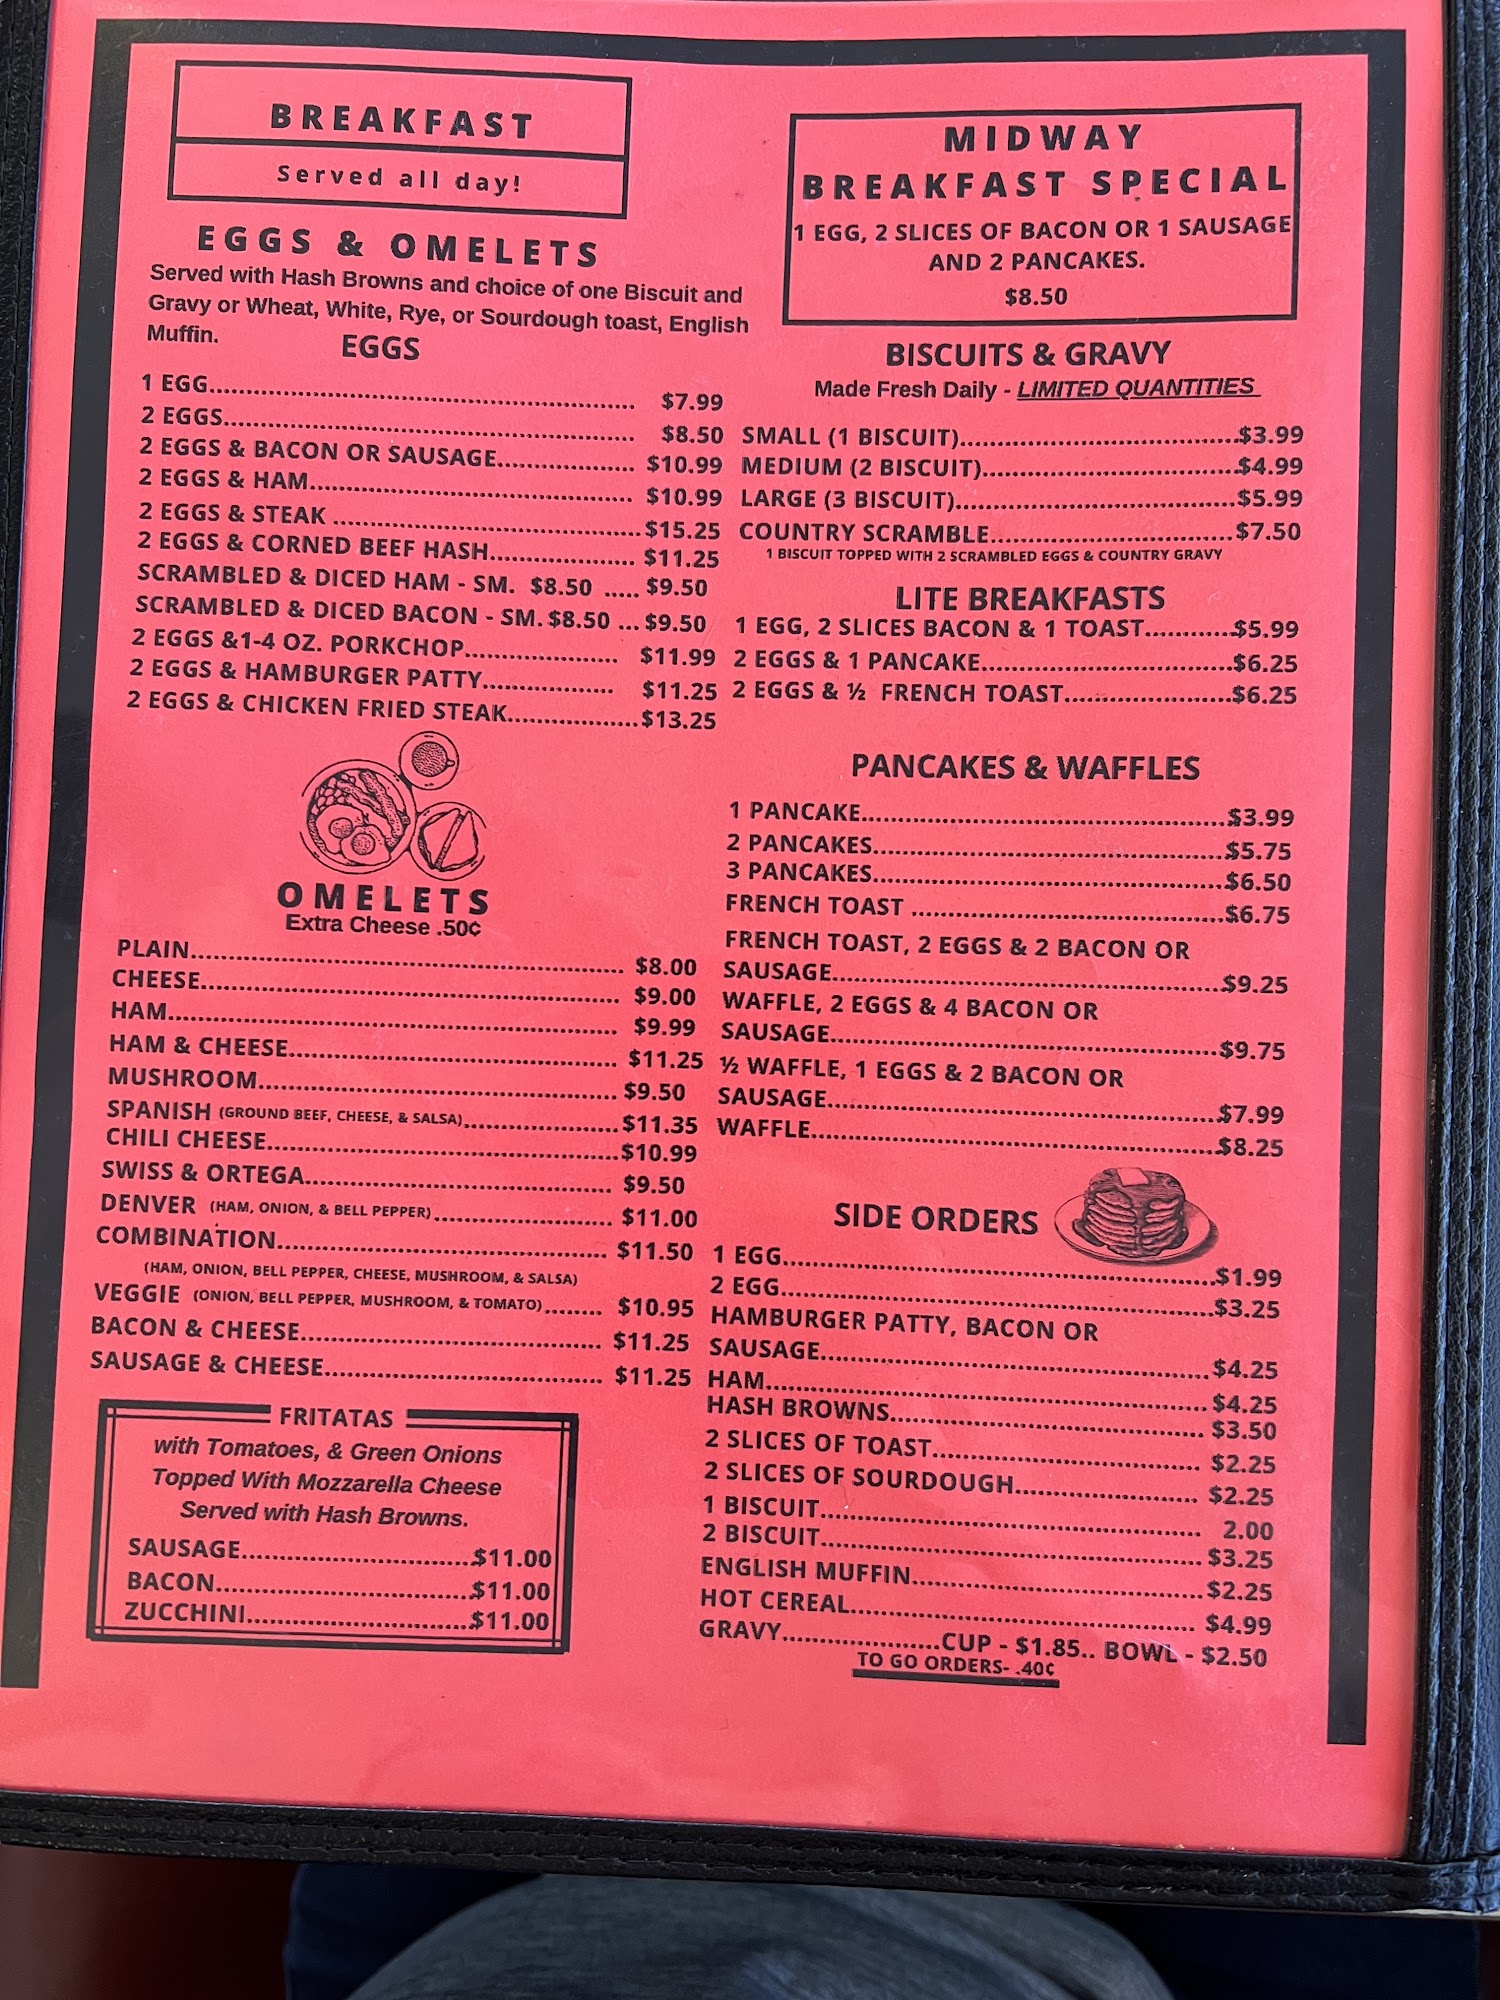 BREAKFAST
Served all day!
EGGS & OMELETS
Served with Hash Browns and choice of one Biscuit and
Gravy or Wheat, White, Rye, or Sourdough toast, English
Muffin.
EGGS
1 EGG.......... $7.99
2 EGGS.......... $8.50
2 EGGS & BACON OR SAUSAGE.......... $10.99
2 EGGS & HAM.......... $10.99
2 EGGS & STEAK .......... $15.25
2 EGGS & CORNED BEEF HASH.......... $11.25
SCRAMBLED & DICED HAM - SM. $8.50 ..... $9.50
SCRAMBLED & DICED BACON - SM. $8.50 ... $9.50
2 EGGS &1-4 OZ. PORKCHOP.......... $11.99
2 EGGS & HAMBURGER PATTY.......... $11.25
2 EGGS & CHICKEN FRIED STEAK.......... $13.25
OMELETS
Extra Cheese .50¢
PLAIN.......... $8.00
CHEESE.......... $9.00
HAM.......... $9.99
HAM & CHEESE.......... $11.25
MUSHROOM.......... $9.50
SPANISH (GROUND BEEF, CHEESE, & SALSA).......... $11.35
CHILI CHEESE.......... $10.99
SWISS & ORTEGA.......... $9.50
DENVER (HAM, ONION, & BELL PEPPER).......... $11.00
COMBINATION.......... $11.50
(HAM, ONION, BELL PEPPER, CHEESE, MUSHROOM, & SALSA)
VEGGIE (ONION, BELL PEPPER, MUSHROOM, & TOMATO)........ $10.95
BACON & CHEESE.......... $11.25
SAUSAGE & CHEESE.......... $11.25
FRITATAS
with Tomatoes, & Green Onions
Topped With Mozzarella Cheese
Served with Hash Browns.
SAUSAGE.......... $11.00
BACON.......... $11.00
ZUCCHINI.......... $11.00
MIDWAY
BREAKFAST SPECIAL
1 EGG, 2 SLICES OF BACON OR 1 SAUSAGE
AND 2 PANCAKES.
$8.50
BISCUITS & GRAVY
Made Fresh Daily - LIMITED QUANTITIES
SMALL (1 BISCUIT).......... $3.99
MEDIUM (2 BISCUIT).......... $4.99
LARGE (3 BISCUIT).......... $5.99
COUNTRY SCRAMBLE.......... $7.50
1 BISCUIT TOPPED WITH 2 SCRAMBLED EGGS & COUNTRY GRAVY
LITE BREAKFASTS
1 EGG, 2 SLICES BACON & 1 TOAST.......... $5.99
2 EGGS & 1 PANCAKE.......... $6.25
2 EGGS & ½ FRENCH TOAST.......... $6.25
PANCAKES & WAFFLES
1 PANCAKE.......... $3.99
2 PANCAKES.......... $5.75
3 PANCAKES.......... $6.50
FRENCH TOAST .......... $6.75
FRENCH TOAST, 2 EGGS & 2 BACON OR
SAUSAGE.......... $9.25
WAFFLE, 2 EGGS & 4 BACON OR
SAUSAGE.......... $9.75
½ WAFFLE, 1 EGGS & 2 BACON OR
SAUSAGE.......... $7.99
WAFFLE.......... $8.25
SIDE ORDERS
1 EGG.......... $1.99
2 EGG.......... $3.25
HAMBURGER PATTY, BACON OR
SAUSAGE.......... $4.25
HAM.......... $4.25
HASH BROWNS.......... $3.50
2 SLICES OF TOAST.......... $2.25
2 SLICES OF SOURDOUGH.......... $2.25
1 BISCUIT.......... 2.00
2 BISCUIT.......... $3.25
ENGLISH MUFFIN.......... $2.25
HOT CEREAL.......... $4.99
GRAVY.......... CUP - $1.85.. BOWL - $2.50
TO GO ORDERS- .40¢